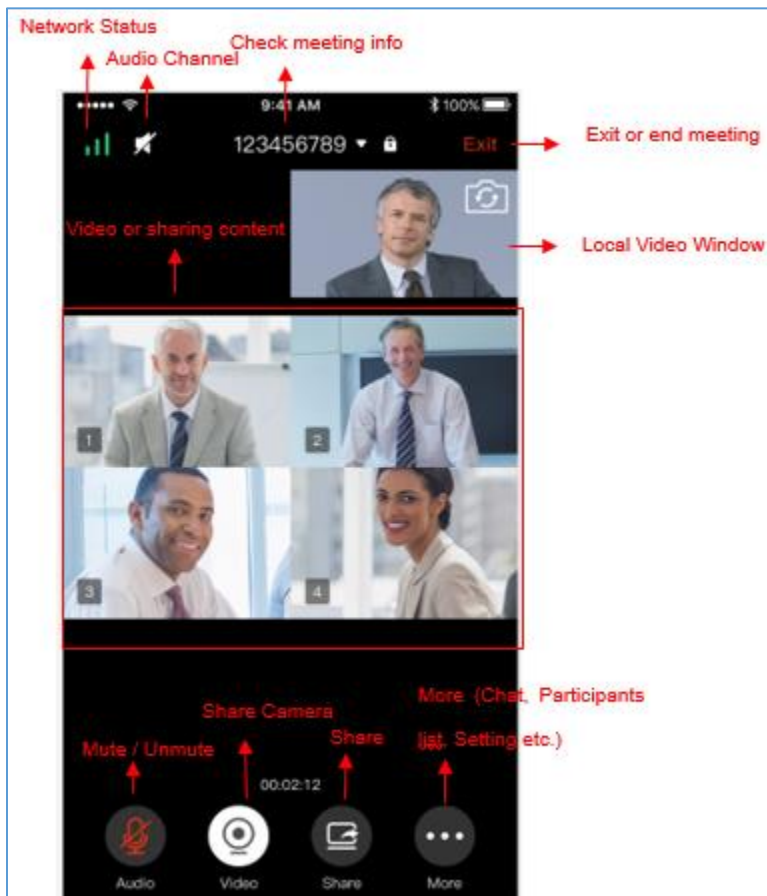 Network Status
Audio Channel
Check meeting info
9:41 AM
100%
123456789
Exit
Exit or end meeting
Video or sharing content
Local Video Window
1
2
3
4
More (Chat, Participants
list, Setting etc.)
Share Camera
Share
Mute / Unmute
00:02:12
Audio
Video
Share
More